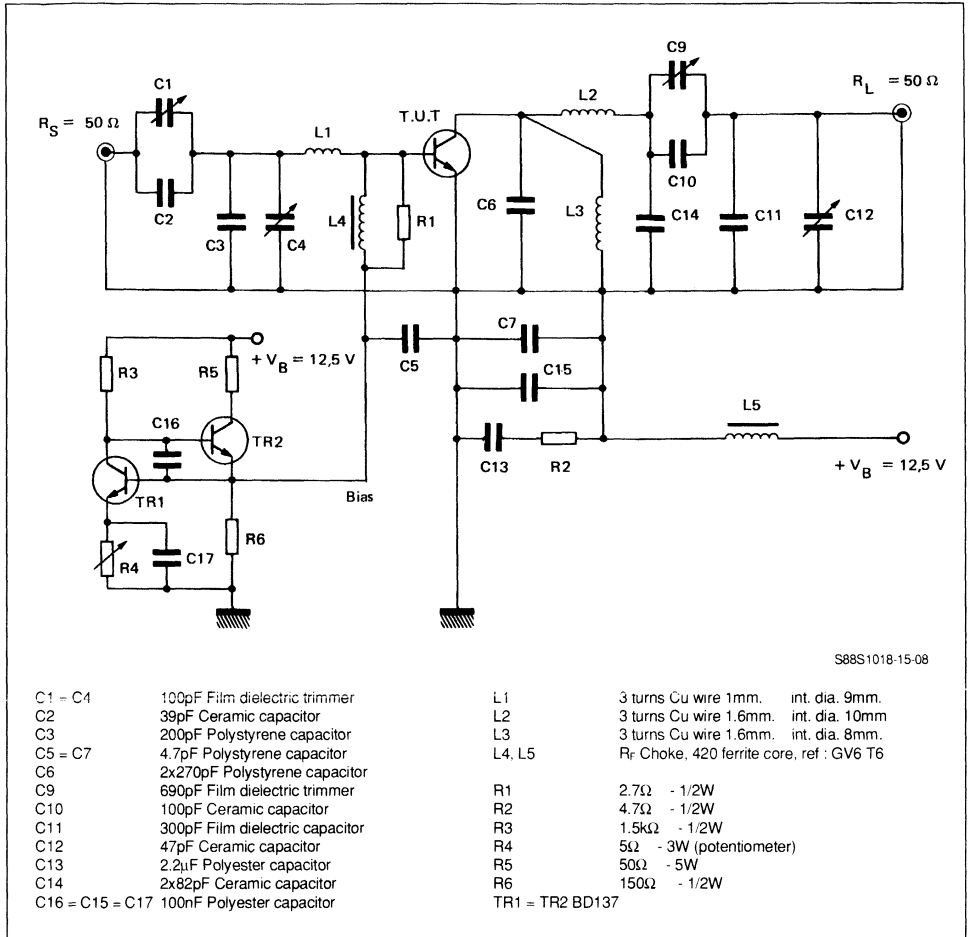 C9
C1
R_L = 50 Ω
R_S = 50 Ω
T.U.T
L2
L1
C10
C2
C6
L3
C14
C11
C12
L4
R1
C3
C4
C7
+ V_B = 12,5 V
C5
R3
R5
C15
L5
C16
TR2
C13
R2
+ V_B = 12,5 V
TR1
Bias
R6
C17
R4
S88S1018-15-08
C1 = C4 100pF Film dielectric trimmer
C2 39pF Ceramic capacitor
C3 200pF Polystyrene capacitor
C5 = C7 4.7pF Polystyrene capacitor
C6 2x270pF Polystyrene capacitor
C9 690pF Film dielectric trimmer
C10 100pF Ceramic capacitor
C11 300pF Film dielectric capacitor
C12 47pF Ceramic capacitor
C13 2.2µF Polyester capacitor
C14 2x82pF Ceramic capacitor
C16 = C15 = C17 100nF Polyester capacitor
L1 3 turns Cu wire 1mm. int. dia. 9mm.
L2 3 turns Cu wire 1.6mm. int. dia. 10mm
L3 3 turns Cu wire 1.6mm. int. dia. 8mm.
L4, L5 R_F Choke, 420 ferrite core, ref : GV6 T6
R1 2.7Ω - 1/2W
R2 4.7Ω - 1/2W
R3 1.5kΩ - 1/2W
R4 5Ω - 3W (potentiometer)
R5 50Ω - 5W
R6 150Ω - 1/2W
TR1 = TR2 BD137